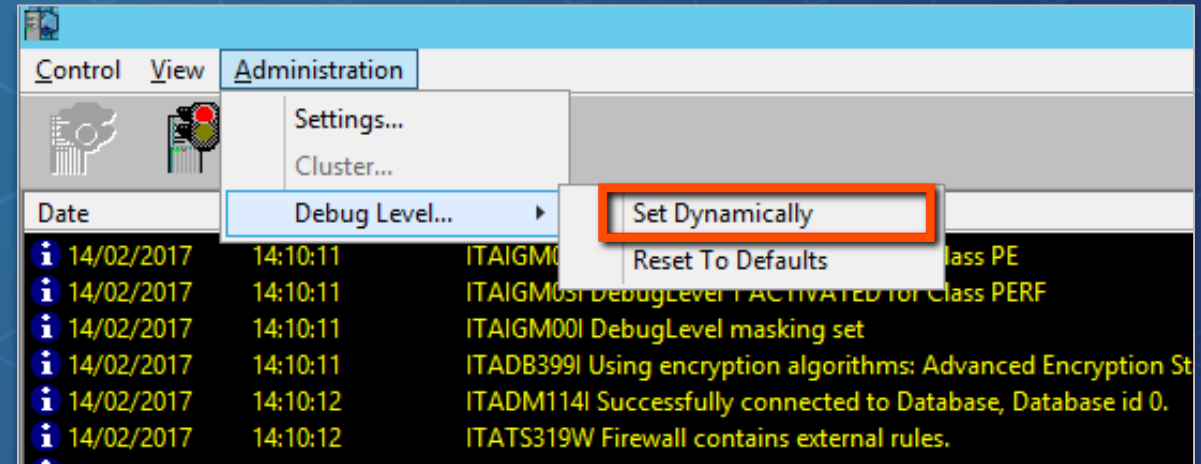 Control View Administration
Settings...
Cluster...
Debug Level...
Set Dynamically
Reset To Defaults
Date
14/02/2017 14:10:11 lass PE
14/02/2017 14:10:11 DebugLevel 1 ACTIVATED for Class PERF
14/02/2017 14:10:11 ITAIGM00I DebugLevel masking set
14/02/2017 14:10:11 ITADB399I Using encryption algorithms: Advanced Encryption St
14/02/2017 14:10:12 ITADM114I Successfully connected to Database, Database id 0.
14/02/2017 14:10:12 ITATS319W Firewall contains external rules.